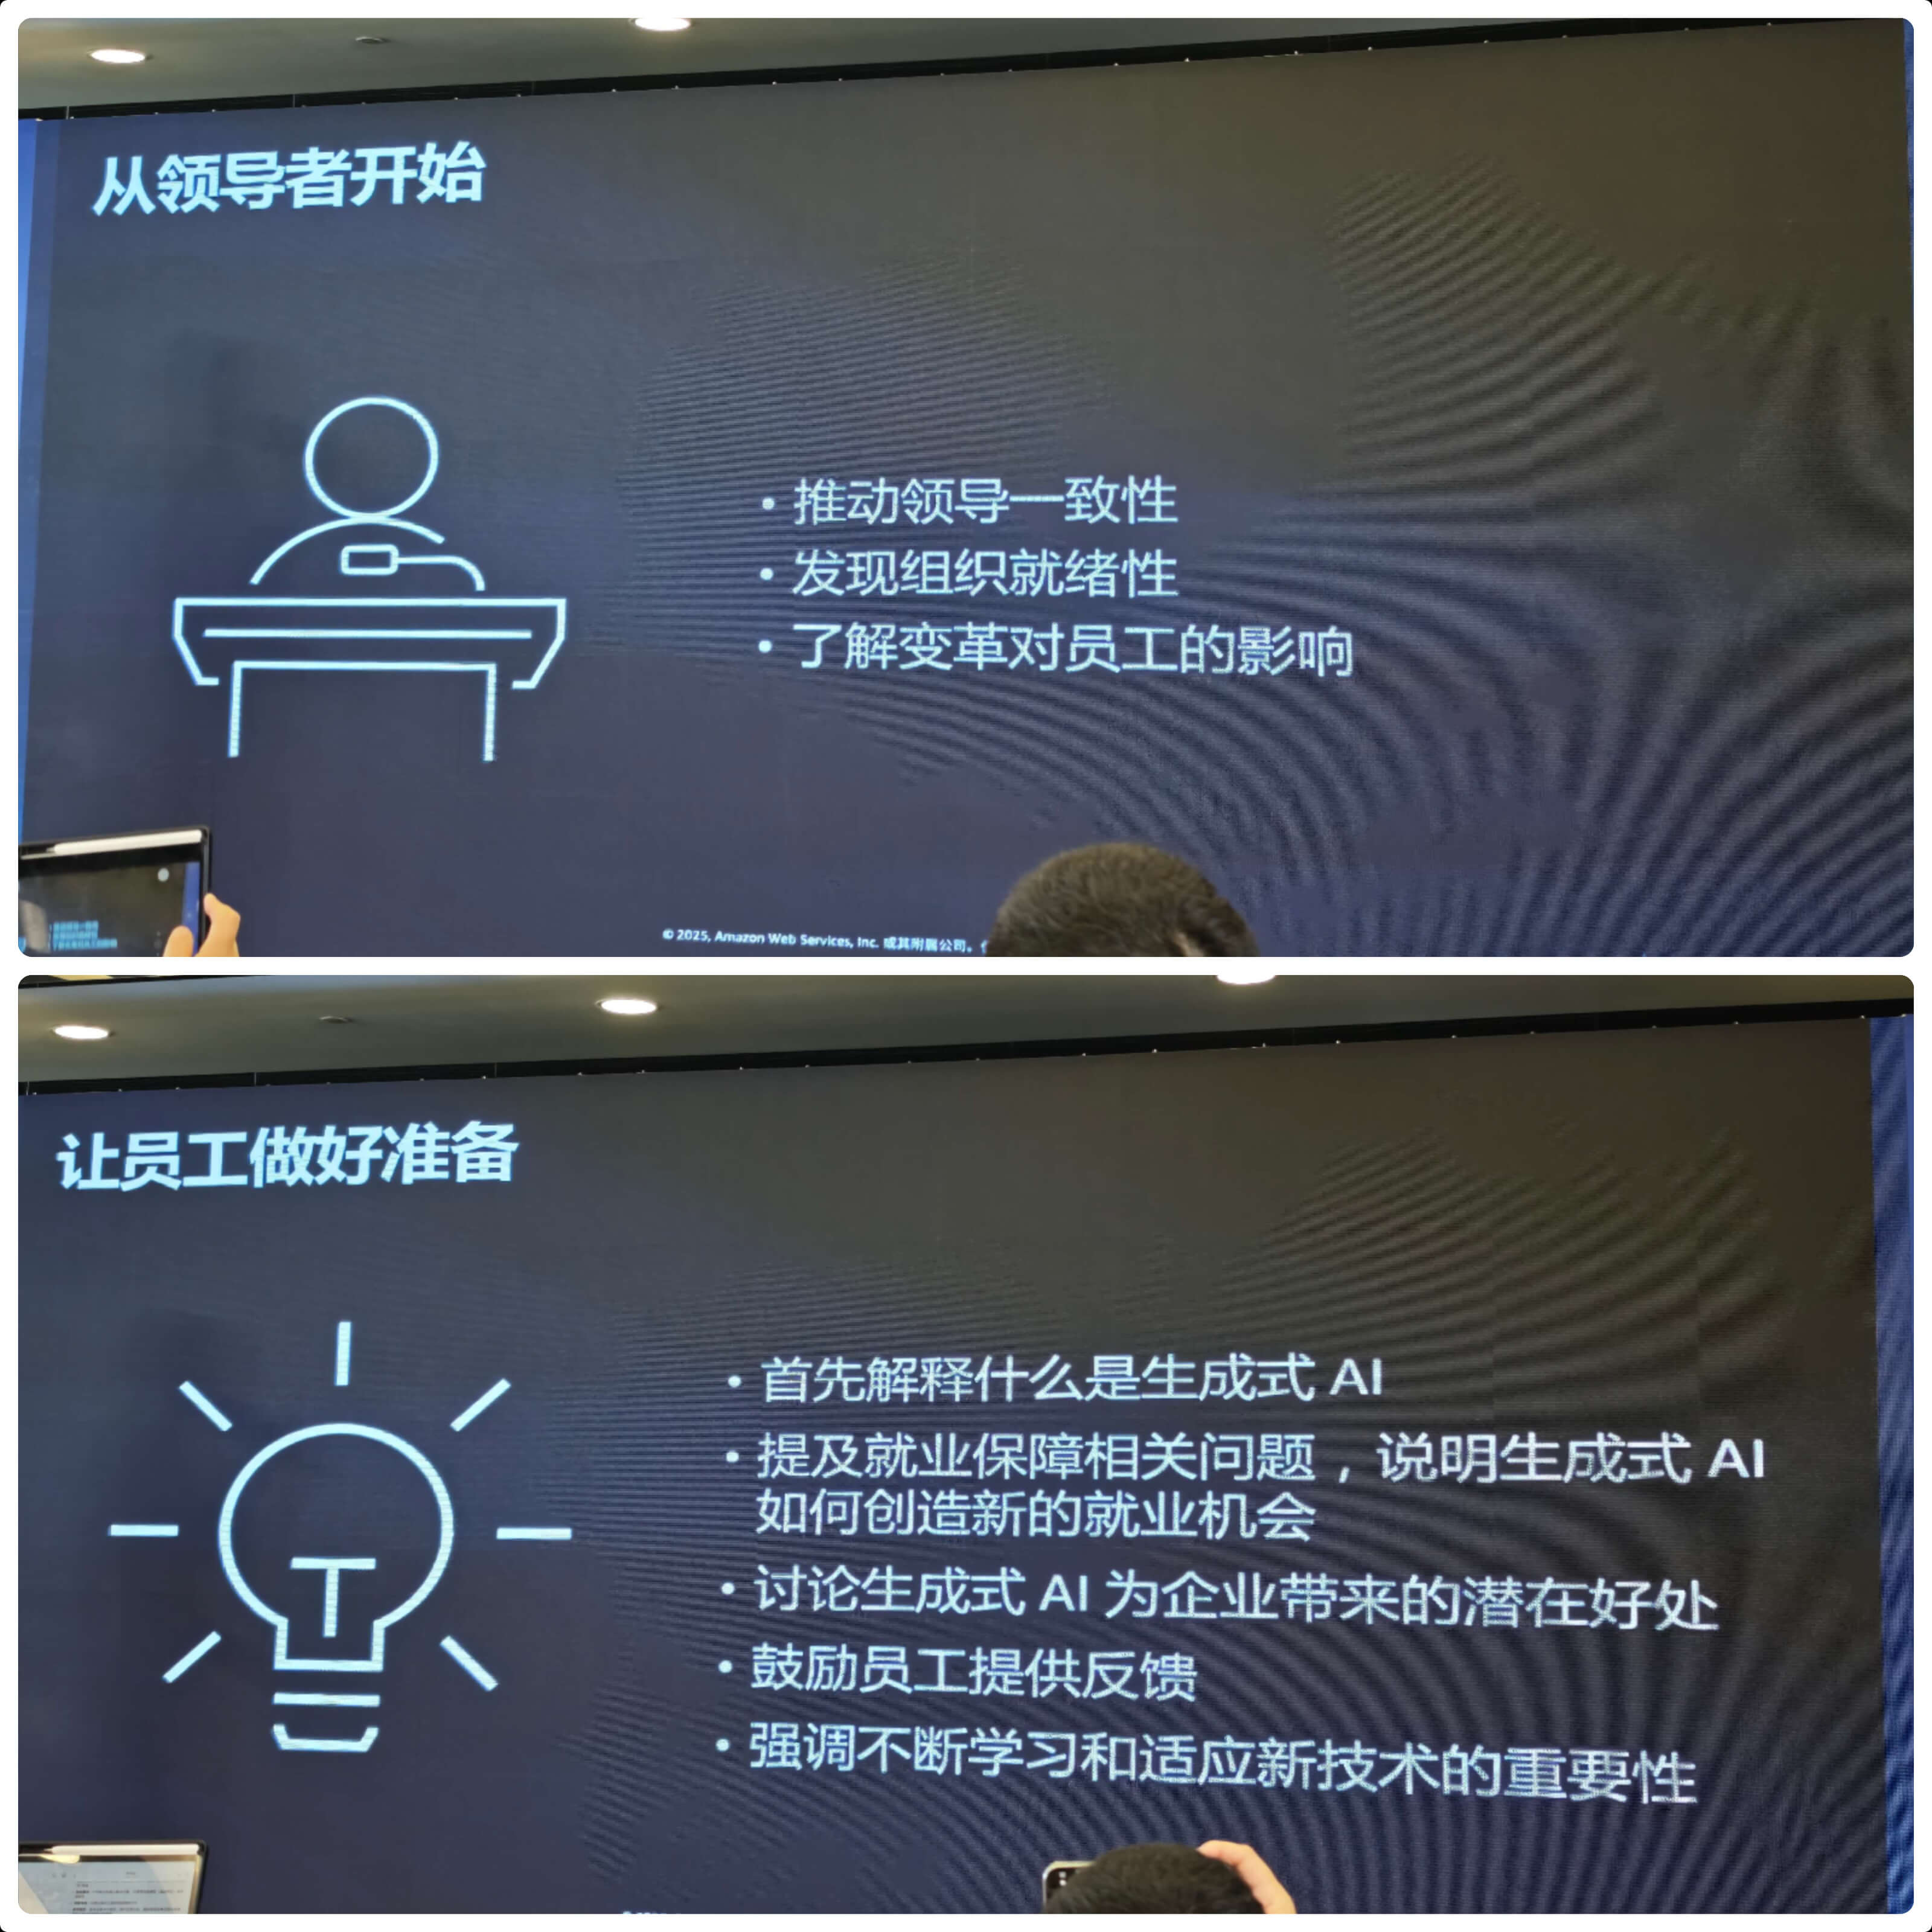 从领导者开始
• 推动领导一致性
• 发现组织就绪性
• 了解变革对员工的影响
© 2025, Amazon Web Services, Inc. 或其附属公司。
让员工做好准备
• 首先解释什么是生成式 AI
• 提及就业保障相关问题，说明生成式 AI
如何创造新的就业机会
• 讨论生成式 AI 为企业带来的潜在好处
• 鼓励员工提供反馈
• 强调不断学习和适应新技术的重要性